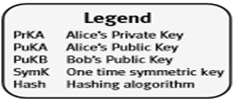 Legend
PrKA Alice's Private Key
PuKA Alice's Public Key
PuKB Bob's Public Key
SymK One time symmetric key
Hash Hashing alogorithm